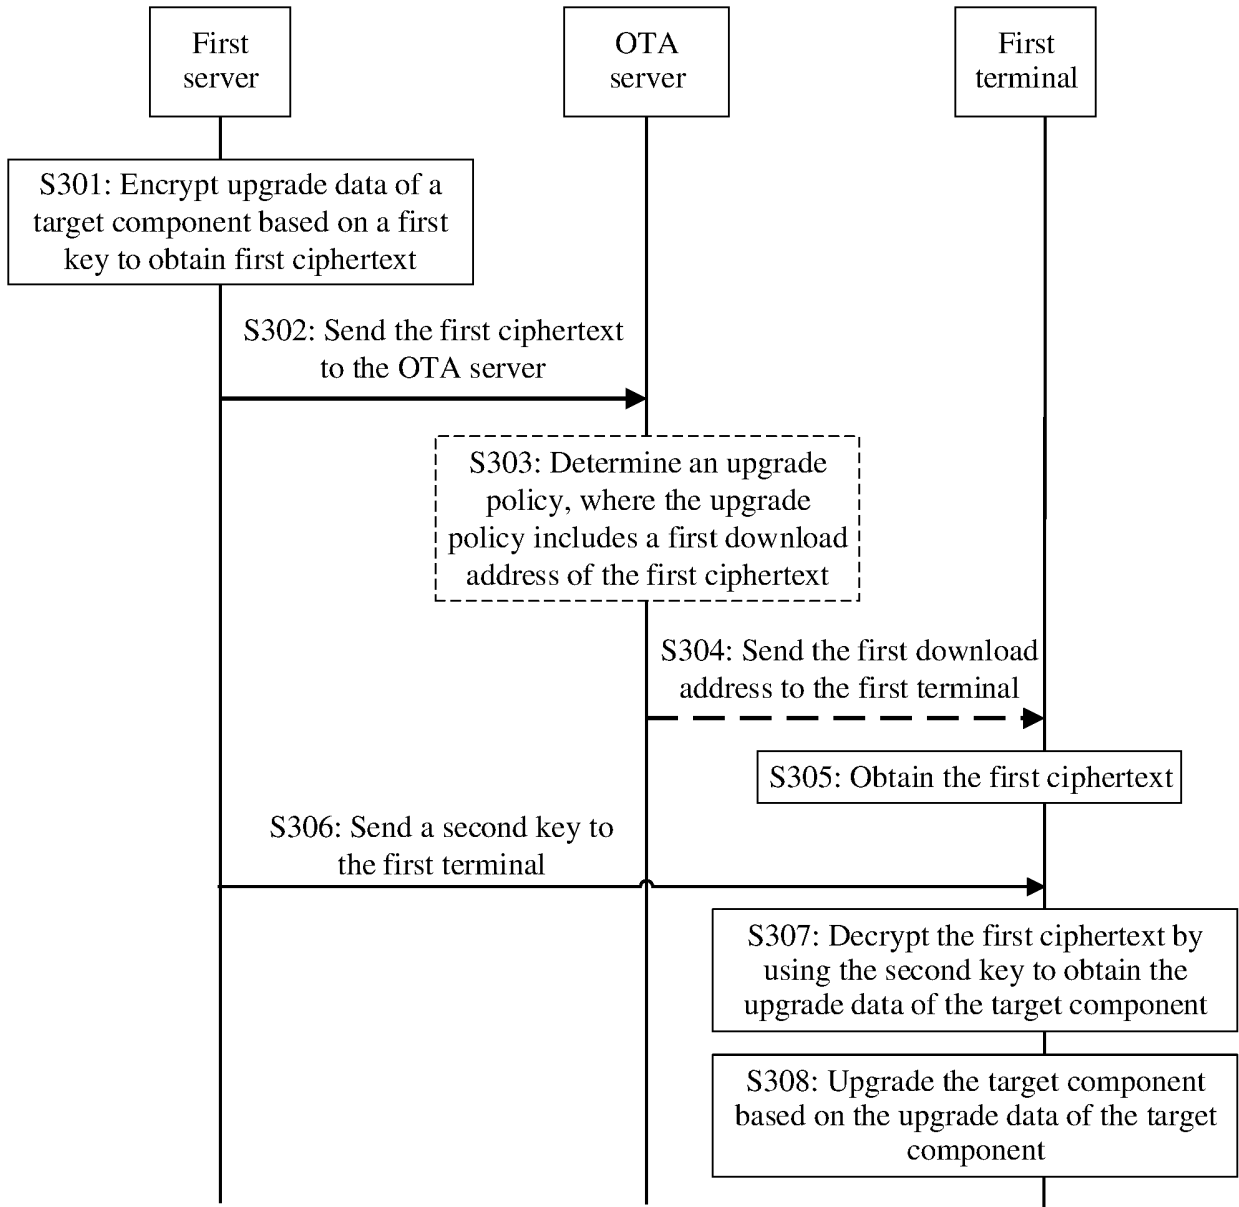 First
server
OTA
server
First
terminal
S301: Encrypt upgrade data of a
target component based on a first
key to obtain first ciphertext
S302: Send the first ciphertext
to the OTA server
S303: Determine an upgrade
policy, where the upgrade
policy includes a first download
address of the first ciphertext
S304: Send the first download
address to the first terminal
S305: Obtain the first ciphertext
S306: Send a second key to
the first terminal
S307: Decrypt the first ciphertext by
using the second key to obtain the
upgrade data of the target component
S308: Upgrade the target component
based on the upgrade data of the target
component